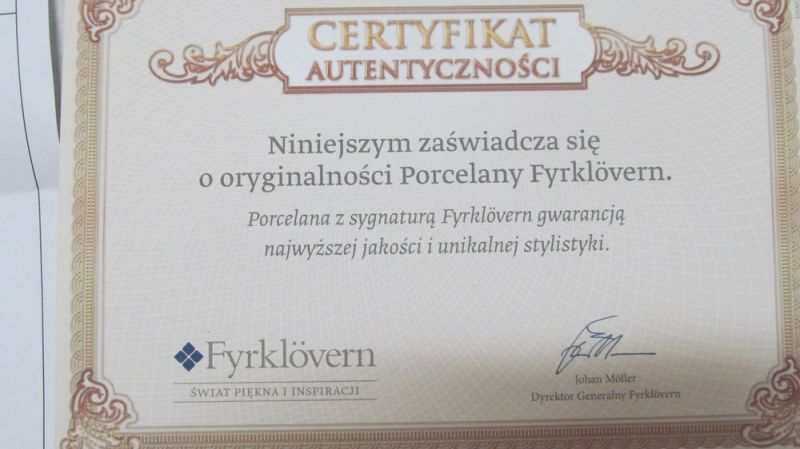 CERTYFIKAT
AUTENTYCZNOŚCI
Niniejszym zaświadcza się
o oryginalności Porcelany Fyrklövern.
Porcelana z sygnaturą Fyrklövern gwarancją
najwyższej jakości i unikalnej stylistyki.
Fyrklövern
ŚWIAT PIĘKNA I INSPIRACJI
Johan Möller
Dyrektor Generalny Fyrklövern